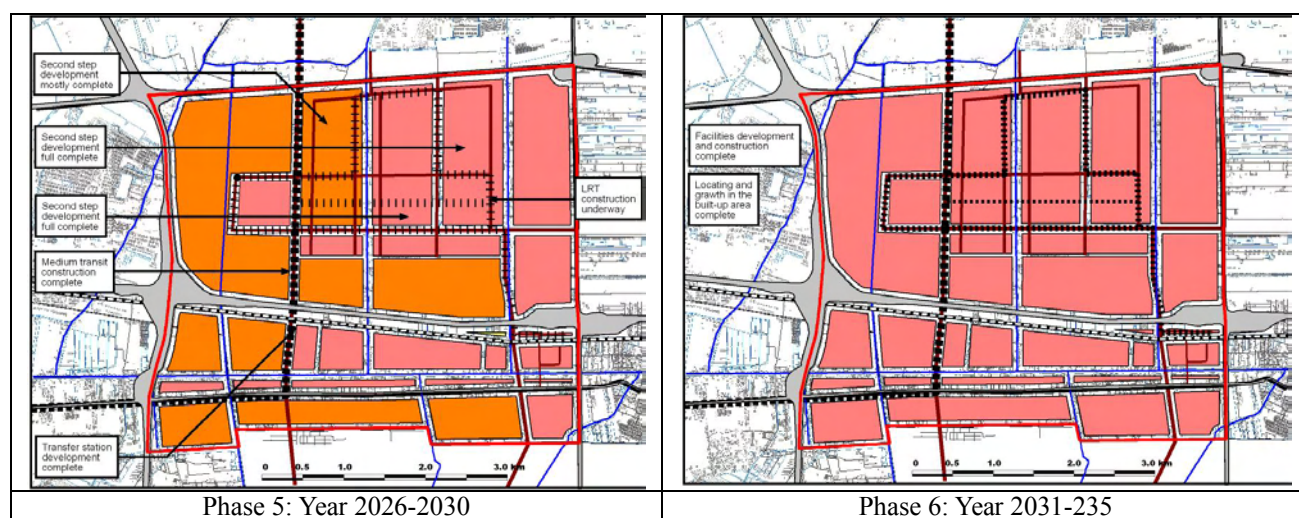 Second step
development
mostly complete
Second step
development
full complete
Second step
development
full complete
Medium transit
construction
complete
Transfer station
development
complete
LRT
construction
underway
0 0.5 1.0 2.0 3.0 km
Phase 5: Year 2026-2030
Facilities development
and construction
complete
Locating and
growth in the
built-up area
complete
0 0.5 1.0 2.0 3.0 km
Phase 6: Year 2031-235